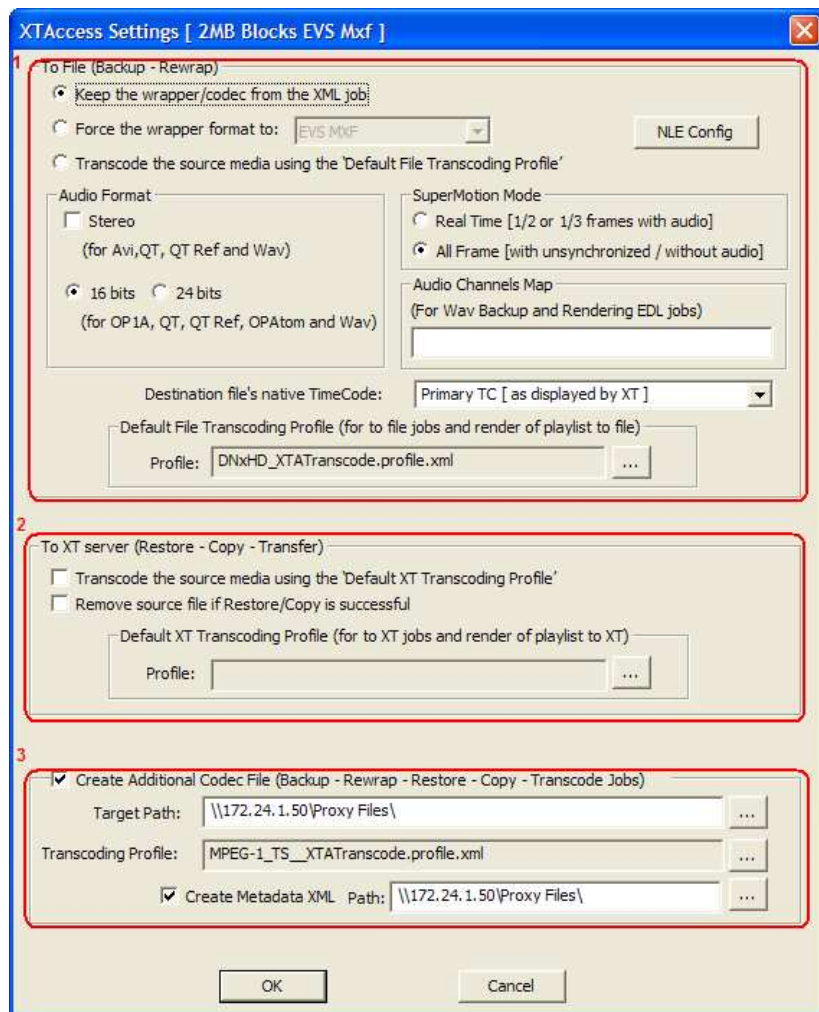 XTAccess Settings [ 2MB Blocks EVS Mxf ]
1
To File (Backup - Rewrap)
Keep the wrapper/codec from the XML job
Force the wrapper format to: EVS MXF NLE Config
Transcode the source media using the 'Default File Transcoding Profile'
Audio Format
Stereo
(for Avi,QT, QT Ref and Wav)
16 bits 24 bits
(for OP1A, QT, QT Ref, OPAtom and Wav)
SuperMotion Mode
Real Time [1/2 or 1/3 frames with audio]
All Frame [with unsynchronized / without audio]
Audio Channels Map
(For Wav Backup and Rendering EDL jobs)
Destination file's native TimeCode: Primary TC [ as displayed by XT ]
Default File Transcoding Profile (for to file jobs and render of playlist to file)
Profile: DNxHD_XTATranscode.profile.xml ...
2
To XT server (Restore - Copy - Transfer)
Transcode the source media using the 'Default XT Transcoding Profile'
Remove source file if Restore/Copy is successful
Default XT Transcoding Profile (for to XT jobs and render of playlist to XT)
Profile: ...
3
Create Additional Codec File (Backup - Rewrap - Restore - Copy - Transcode Jobs)
Target Path: \\172.24.1.50\Proxy Files\ ...
Transcoding Profile: MPEG-1_TS__XTATranscode.profile.xml ...
Create Metadata XML Path: \\172.24.1.50\Proxy Files\ ...
OK Cancel